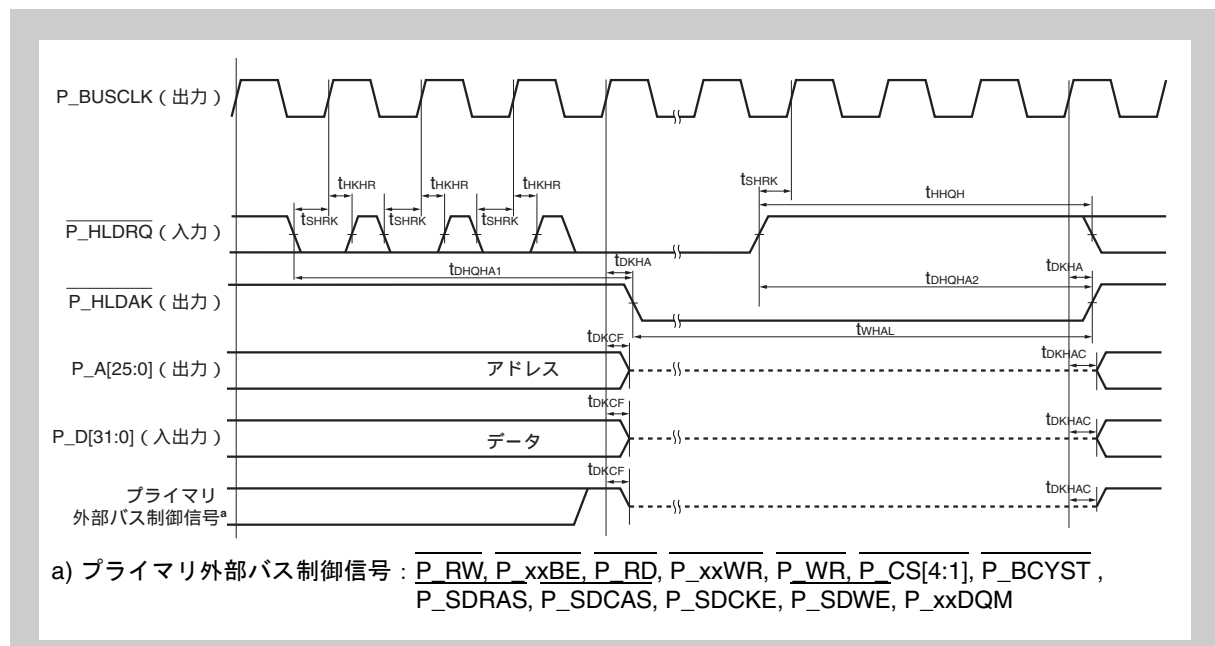 P_BUSCLK（出力）
tSHRK
tHHQH
tHKHR tHKHR tHKHR
tSHRK tSHRK tSHRK
P_HLDRQ（入力）
tDHQHA1
tDKHA
tDKHA
tDHQHA2
P_HLDAK（出力）
tWHAL
tDKCF
tDKHAC
P_A[25:0]（出力）
アドレス
tDKCF
tDKHAC
P_D[31:0]（入出力）
データ
tDKCF
tDKHAC
プライマリ
外部バス制御信号a
a) プライマリ外部バス制御信号：P_RW, P_xxBE, P_RD, P_xxWR, P_WR, P_CS[4:1], P_BCYST ,
P_SDRAS, P_SDCAS, P_SDCKE, P_SDWE, P_xxDQM